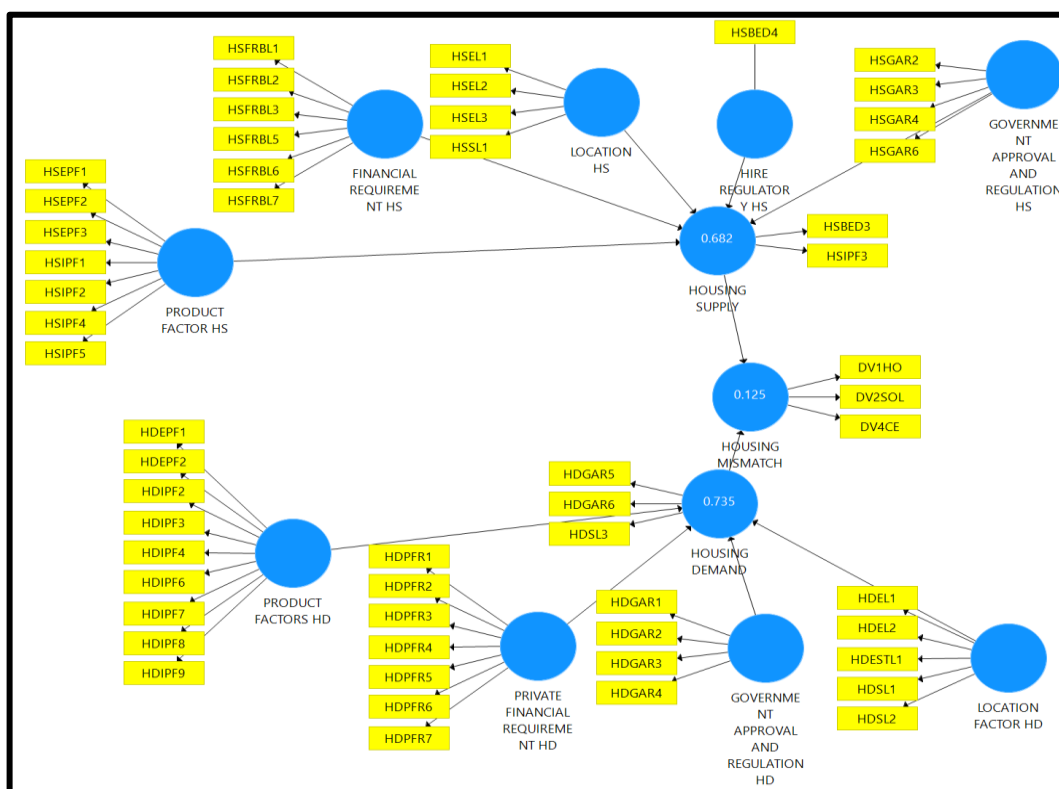 HSFRBL1
HSFRBL2
HSFRBL3
HSFRBL5
HSFRBL6
HSFRBL7
FINANCIAL
REQUIREME
NT HS
HSEL1
HSEL2
HSEL3
HSSL1
LOCATION
HS
HSBED4
HIRE
REGULATOR
Y HS
HSGAR2
HSGAR3
HSGAR4
HSGAR6
GOVERNME
NT
APPROVAL
AND
REGULATION
HS
HSEPF1
HSEPF2
HSEPF3
HSIPF1
HSIPF2
HSIPF4
HSIPF5
PRODUCT
FACTOR HS
0.682
HOUSING
SUPPLY
HSBED3
HSIPF3
0.125
HOUSING
MISMATCH
DV1HO
DV2SOL
DV4CE
HDEPF1
HDEPF2
HDIPF2
HDIPF3
HDIPF4
HDIPF6
HDIPF7
HDIPF8
HDIPF9
PRODUCT
FACTORS HD
HDGAR5
HDGAR6
HDSL3
0.735
HOUSING
DEMAND
HDPFR1
HDPFR2
HDPFR3
HDPFR4
HDPFR5
HDPFR6
HDPFR7
PRIVATE
FINANCIAL
REQUIREME
NT HD
HDGAR1
HDGAR2
HDGAR3
HDGAR4
GOVERNME
NT
APPROVAL
AND
REGULATION
HD
HDEL1
HDEL2
HDESTL1
HDSL1
HDSL2
LOCATION
FACTOR HD